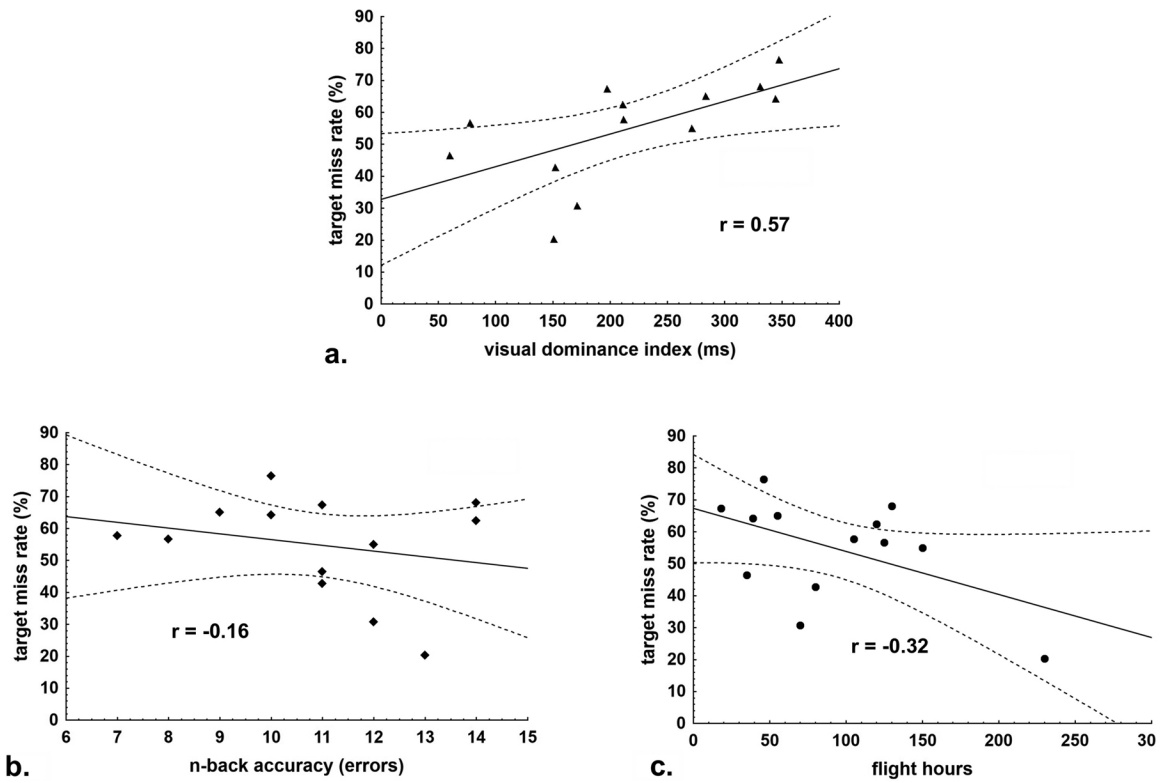 90
80
70
60
50
40
30
20
10
0
target miss rate (%)
r = 0.57
0 50 100 150 200 250 300 350 400
visual dominance index (ms)
a.
90
80
70
60
50
40
30
20
10
0
target miss rate (%)
r = -0.16
6 7 8 9 10 11 12 13 14 15
n-back accuracy (errors)
b.
90
80
70
60
50
40
30
20
10
0
target miss rate (%)
r = -0.32
0 50 100 150 200 250 30
flight hours
c.